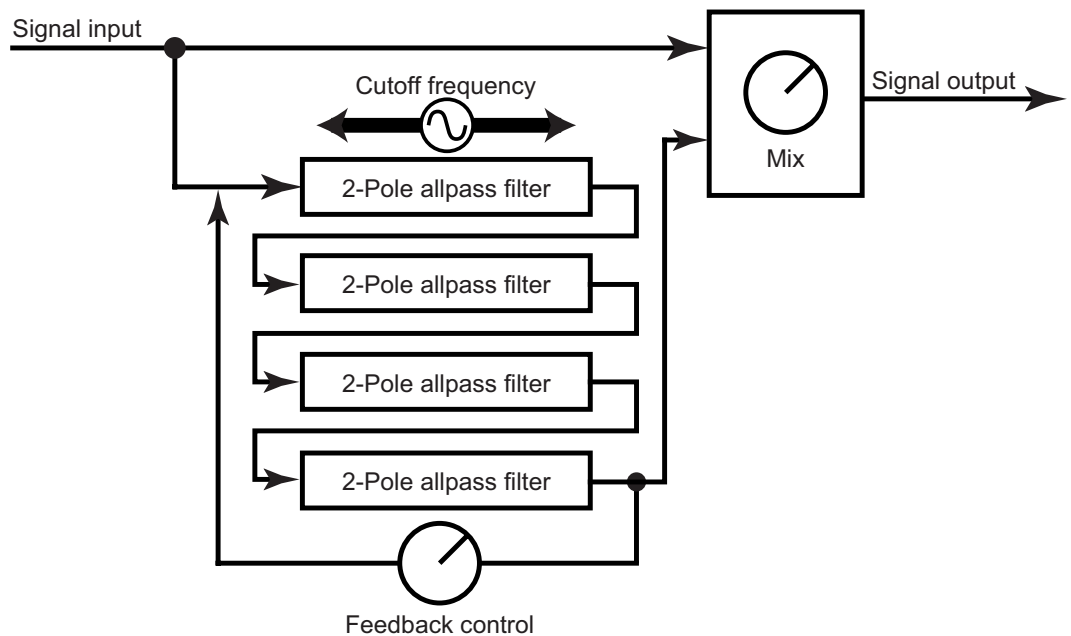 Signal input
Cutoff frequency
Signal output
Mix
2-Pole allpass filter
2-Pole allpass filter
2-Pole allpass filter
2-Pole allpass filter
Feedback control